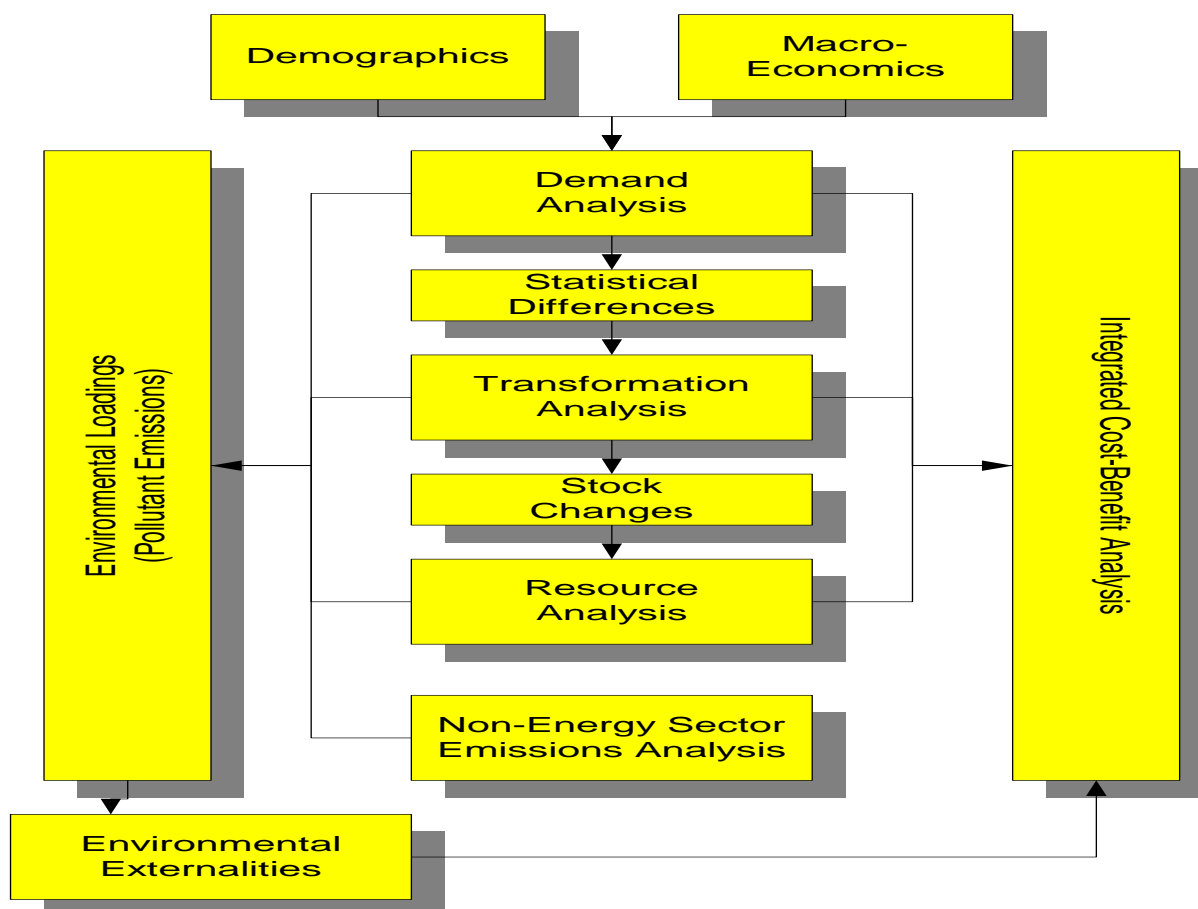 Demographics
Macro-
Economics
Demand
Analysis
Statistical
Differences
Transformation
Analysis
Stock
Changes
Resource
Analysis
Non-Energy Sector
Emissions Analysis
Environmental Loadings
(Pollutant Emissions)
Integrated Cost-Benefit Analysis
Environmental
Externalities